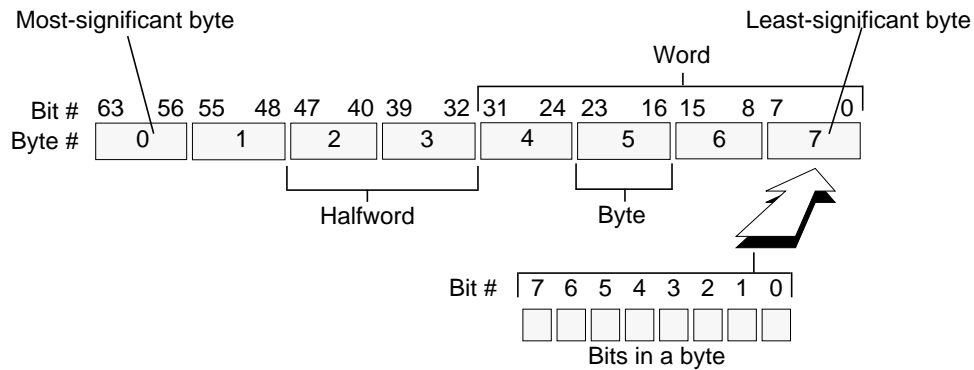 Most-significant byte Least-significant byte
Word
Bit # 63 56 55 48 47 40 39 32 31 24 23 16 15 8 7 0
Byte # 0 1 2 3 4 5 6 7
Halfword Byte
Bit # 7 6 5 4 3 2 1 0
Bits in a byte